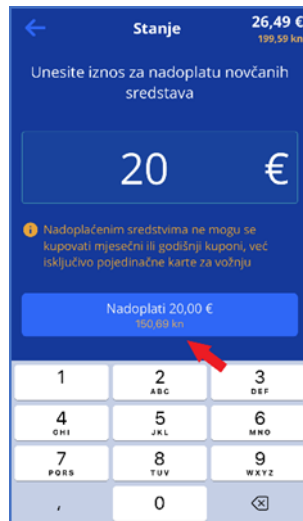 Stanje
26,49 €
199,59 kn
Unesite iznos za nadoplatu novčanih
sredstava
20 €
Nadoplaćenim sredstvima ne mogu se
kupovati mjesečni ili godišnji kuponi, već
isključivo pojedinačne karte za vožnju
Nadoplati 20,00 €
150,69 kn
1
2
ABC
3
DEF
4
GHI
5
JKL
6
MNO
7
PQRS
8
TUV
9
WXYZ
,
0